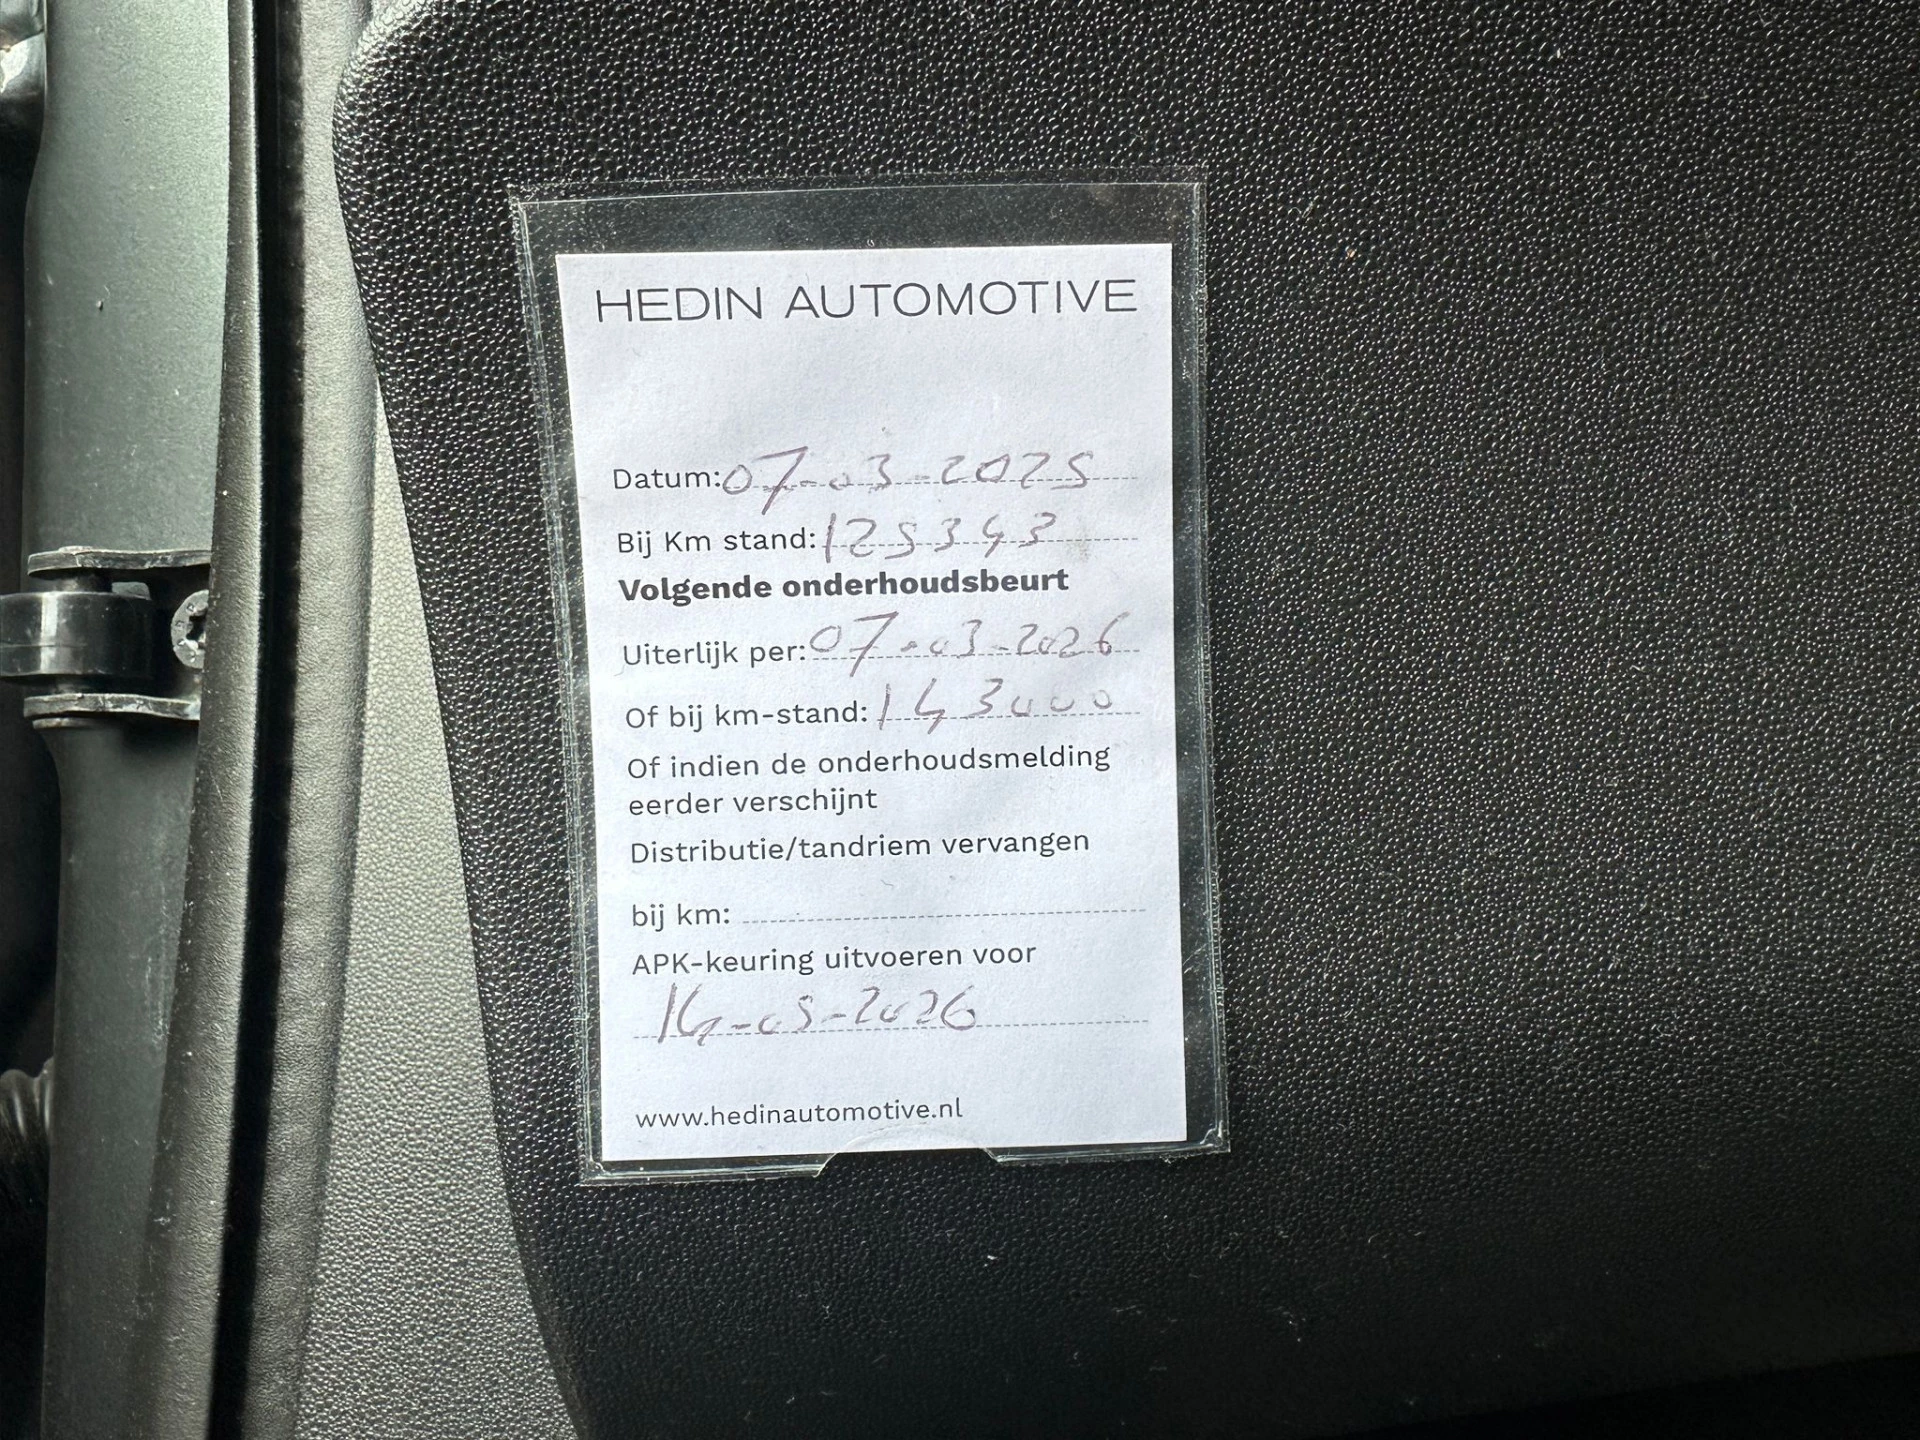 HEDIN AUTOMOTIVE
Datum: 07-03-2025
Bij Km stand: 125343
Volgende onderhoudsbeurt
Uiterlijk per: 07-03-2026
Of bij km-stand: 143000
Of indien de onderhoudsmelding
eerder verschijnt
Distributie/tandriem vervangen
bij km:
APK-keuring uitvoeren voor
14-05-2026
www.hedinautomotive.nl